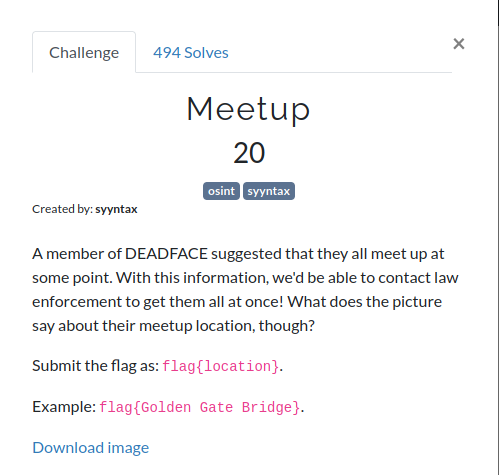 Challenge
494 Solves
×
Meetup
20
osint syyntax
Created by: syyntax
A member of DEADFACE suggested that they all meet up at
some point. With this information, we'd be able to contact law
enforcement to get them all at once! What does the picture
say about their meetup location, though?
Submit the flag as: flag{location}.
Example: flag{Golden Gate Bridge}.
Download image